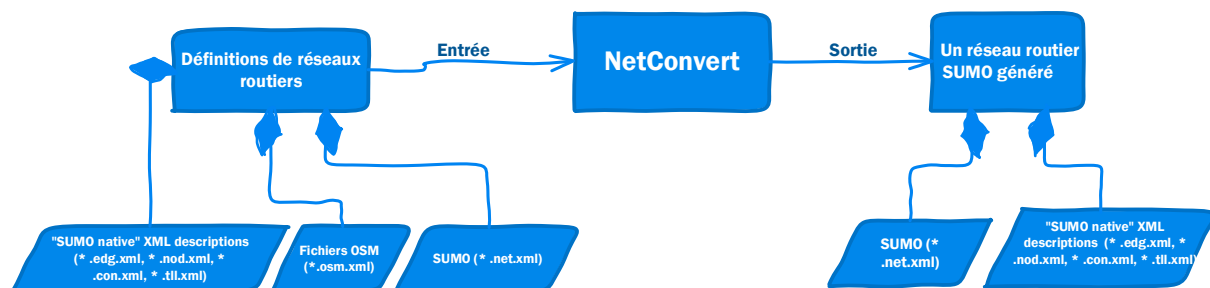 Définitions de réseaux
routiers
Entrée
NetConvert
Sortie
Un réseau routier
SUMO généré
"SUMO native" XML descriptions
(* .edg.xml, * .nod.xml, *
.con.xml, * .tll.xml)
Fichiers OSM
(*.osm.xml)
SUMO (* .net.xml)
SUMO (*
.net.xml)
"SUMO native" XML
descriptions (* .edg.xml, *
.nod.xml, * .con.xml, * .tll.xml)